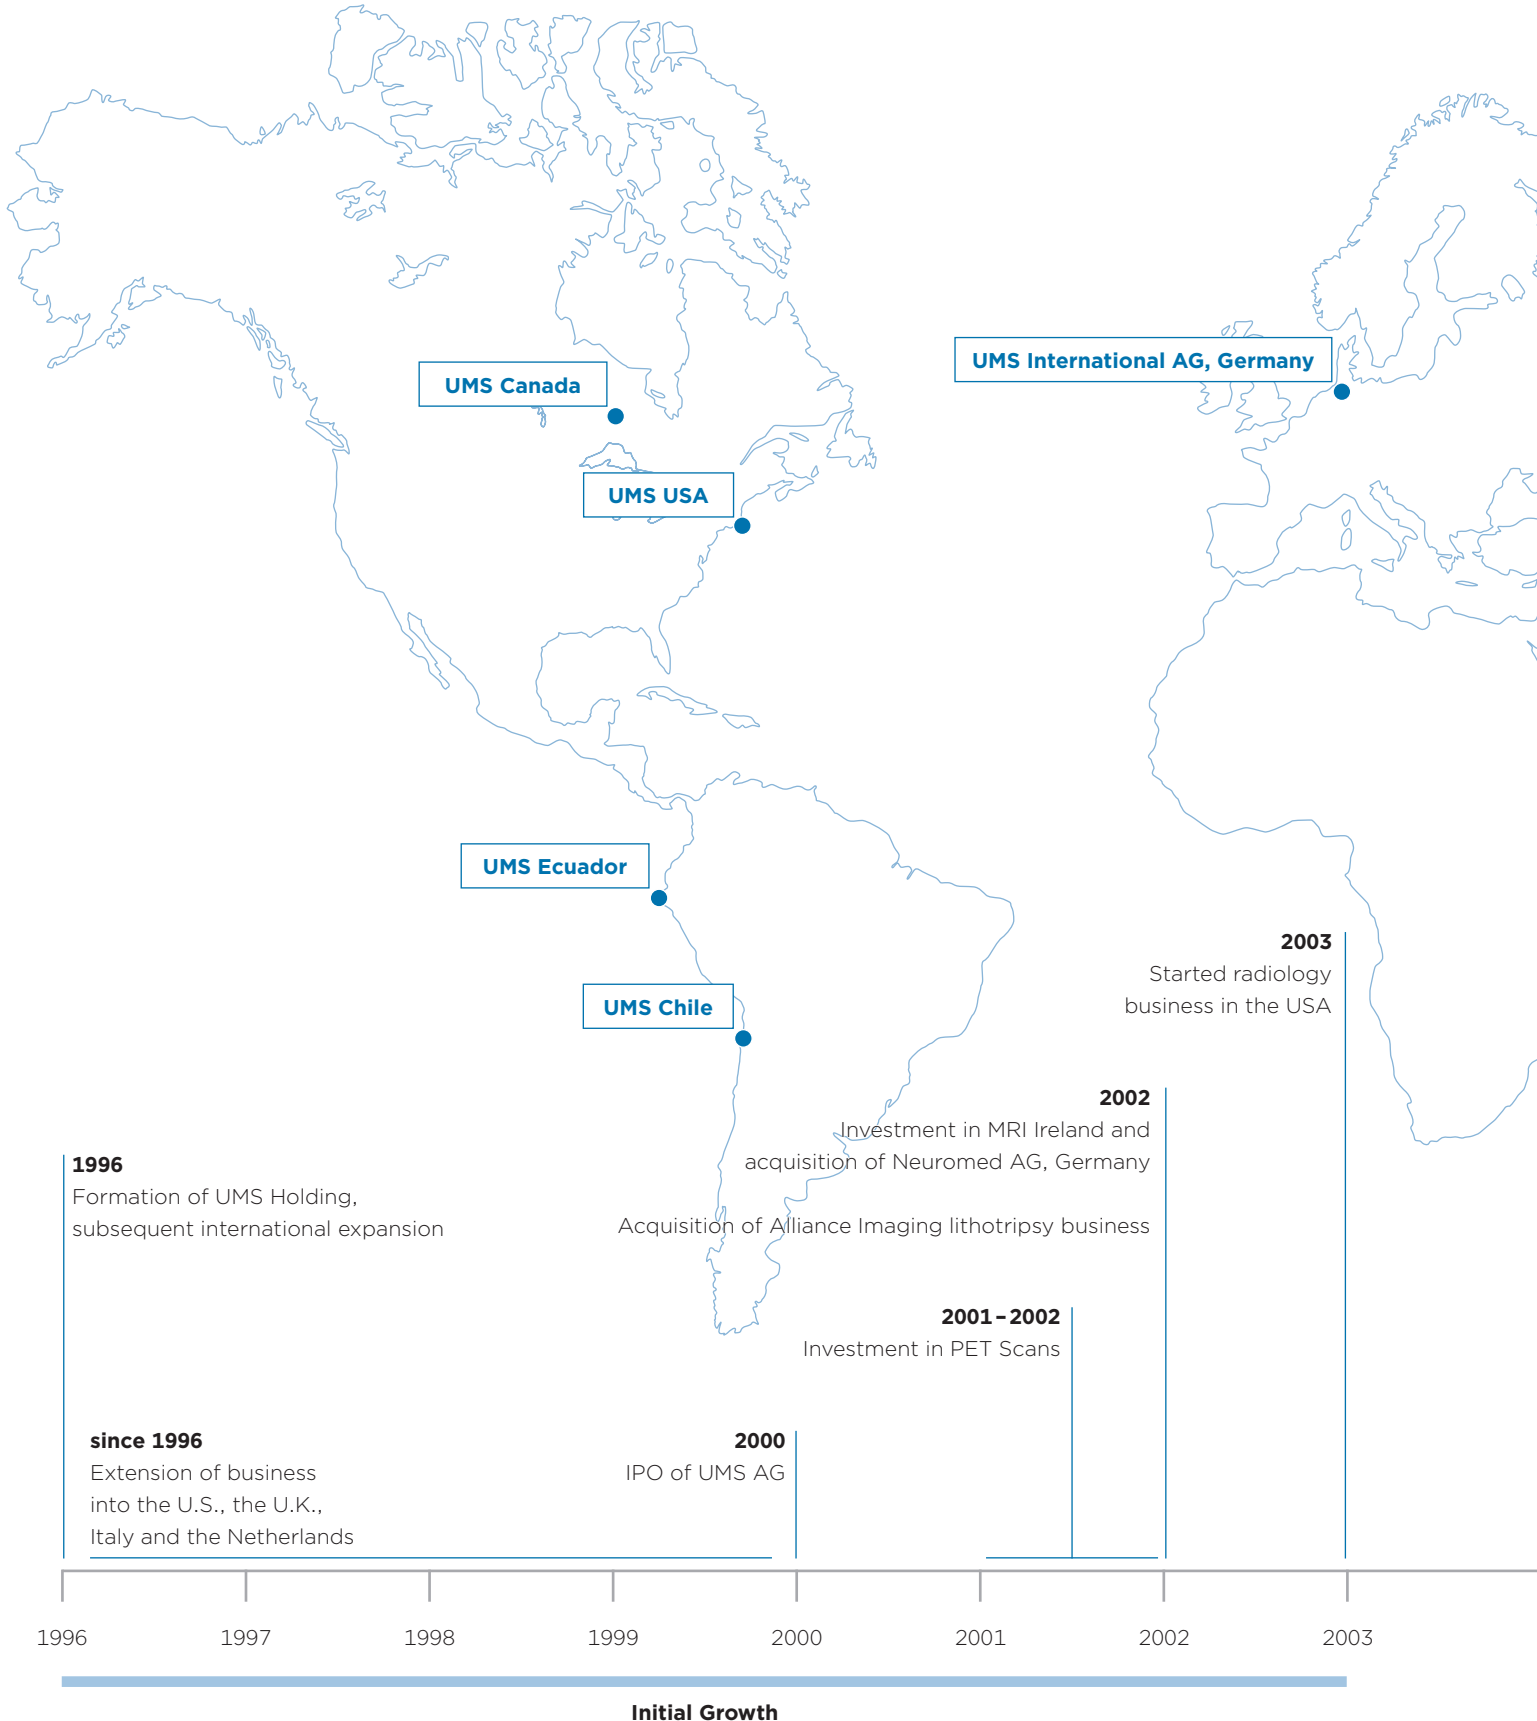 UMS International AG, Germany
UMS Canada
UMS USA
UMS Ecuador
UMS Chile
2003
Started radiology
business in the USA
2002
Investment in MRI Ireland and
acquisition of Neuromed AG, Germany
Acquisition of Alliance Imaging lithotripsy business
1996
Formation of UMS Holding,
subsequent international expansion
2001–2002
Investment in PET Scans
since 1996
Extension of business
into the U.S., the U.K.,
Italy and the Netherlands
2000
IPO of UMS AG
1996 1997 1998 1999 2000 2001 2002 2003
Initial Growth